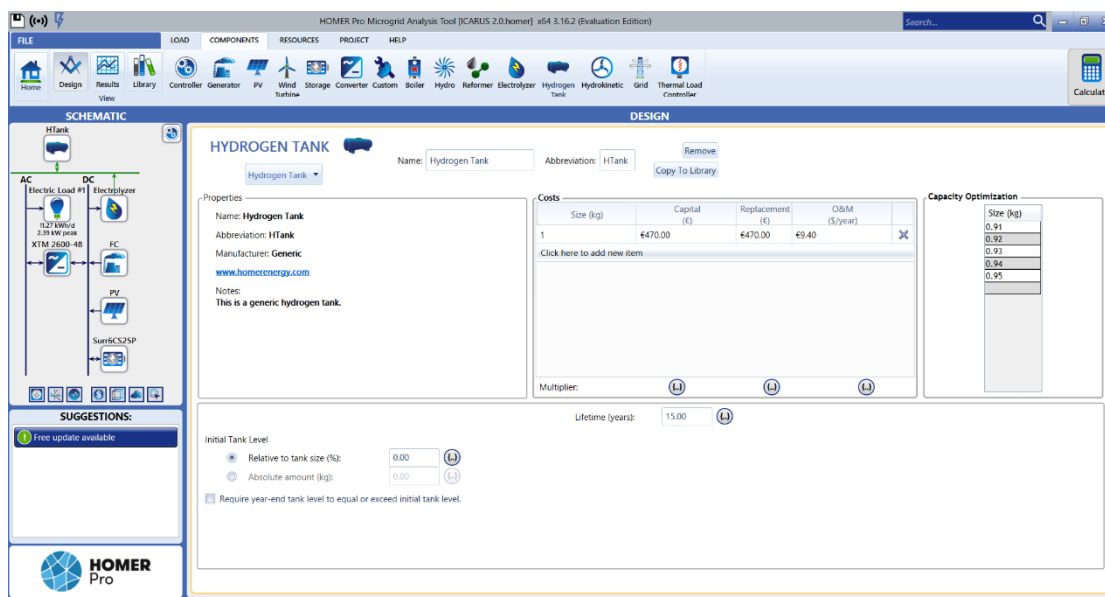 HOMER Pro Microgrid Analysis Tool [ICARUS 2.0.homer] x64 3.16.2 (Evaluation Edition)
Search...
FILE
LOAD
COMPONENTS
RESOURCES
PROJECT
HELP
Home
Design
Results
Library
View
Controller
Generator
PV
Wind
Turbine
Storage
Converter
Custom
Boiler
Hydro
Reformer
Electrolyzer
Hydrogen
Tank
Hydrokinetic
Grid
Thermal Load
Controller
Calculat
SCHEMATIC
DESIGN
HTank
AC
DC
Electric Load #1
Electrolyzer
11.27 kWh/d
2.39 kW peak
XTM 2600-48
FC
PV
Surr6CS25P
SUGGESTIONS:
Free update available
HOMER
Pro
HYDROGEN TANK
Hydrogen Tank
Name: Hydrogen Tank
Abbreviation: HTank
Remove
Copy To Library
Properties
Name: Hydrogen Tank
Abbreviation: HTank
Manufacturer: Generic
www.homerenergy.com
Notes:
This is a generic hydrogen tank.
Costs
Size (kg)
Capital
(€)
Replacement
(€)
O&M
($/year)
1 €470.00 €470.00 €9.40
Click here to add new item
Multiplier:
(..)
(..)
(..)
Capacity Optimization
Size (kg)
0.91
0.92
0.93
0.94
0.95
Lifetime (years): 15.00 (..)
Initial Tank Level
Relative to tank size (%): 0.00 (..)
Absolute amount (kg): 0.00 (..)
Require year-end tank level to equal or exceed initial tank level.